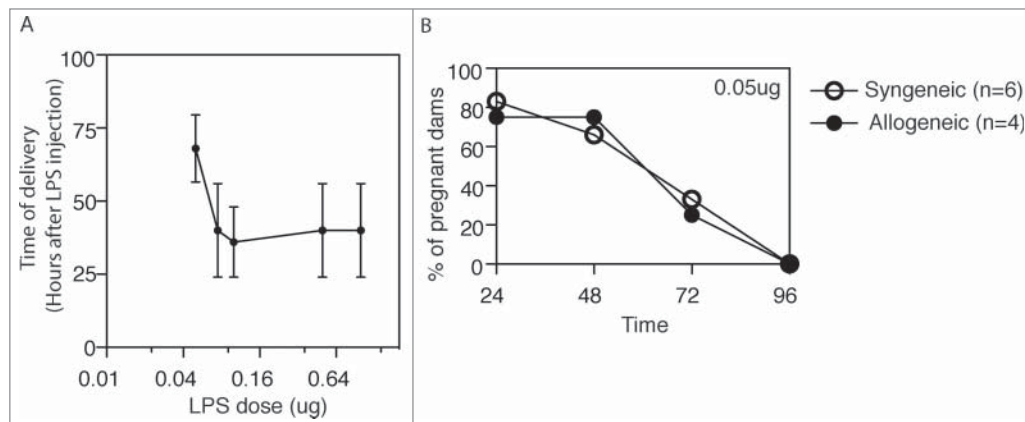 A
Time of delivery
(Hours after LPS injection)
100
75
50
25
0
0.01
0.04
0.16
0.64
LPS dose (ug)
B
% of pregnant dams
100
80
60
40
20
0
0.05ug
24
48
72
96
Time
Syngeneic (n=6)
Allogeneic (n=4)